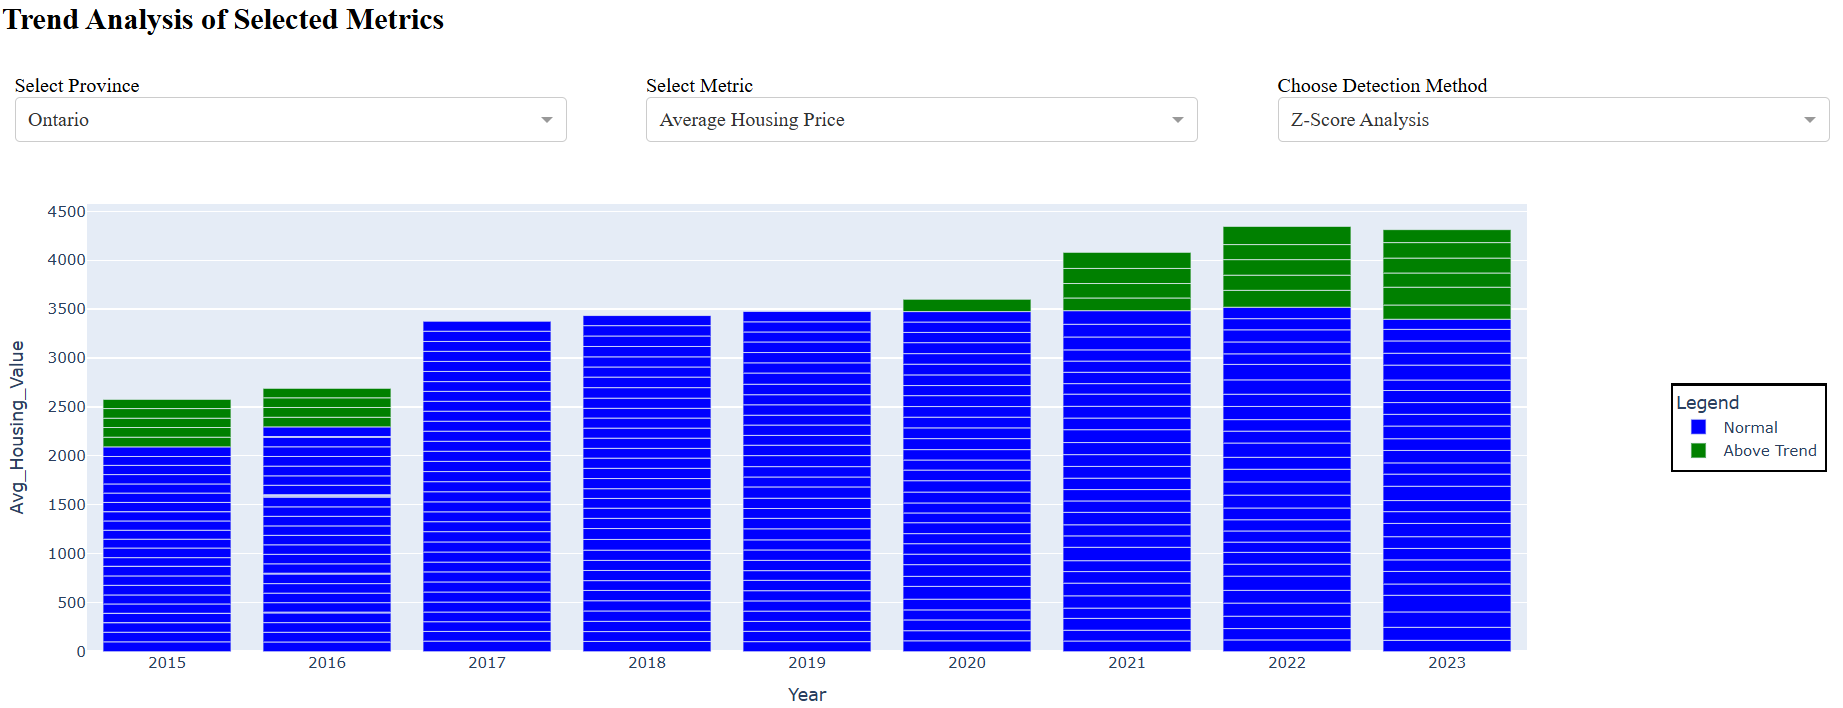 Trend Analysis of Selected Metrics
Select Province
Ontario
Select Metric
Average Housing Price
Choose Detection Method
Z-Score Analysis
Avg_Housing_Value
4500
4000
3500
3000
2500
2000
1500
1000
500
0
2015 2016 2017 2018 2019 2020 2021 2022 2023
Year
Legend
Normal
Above Trend